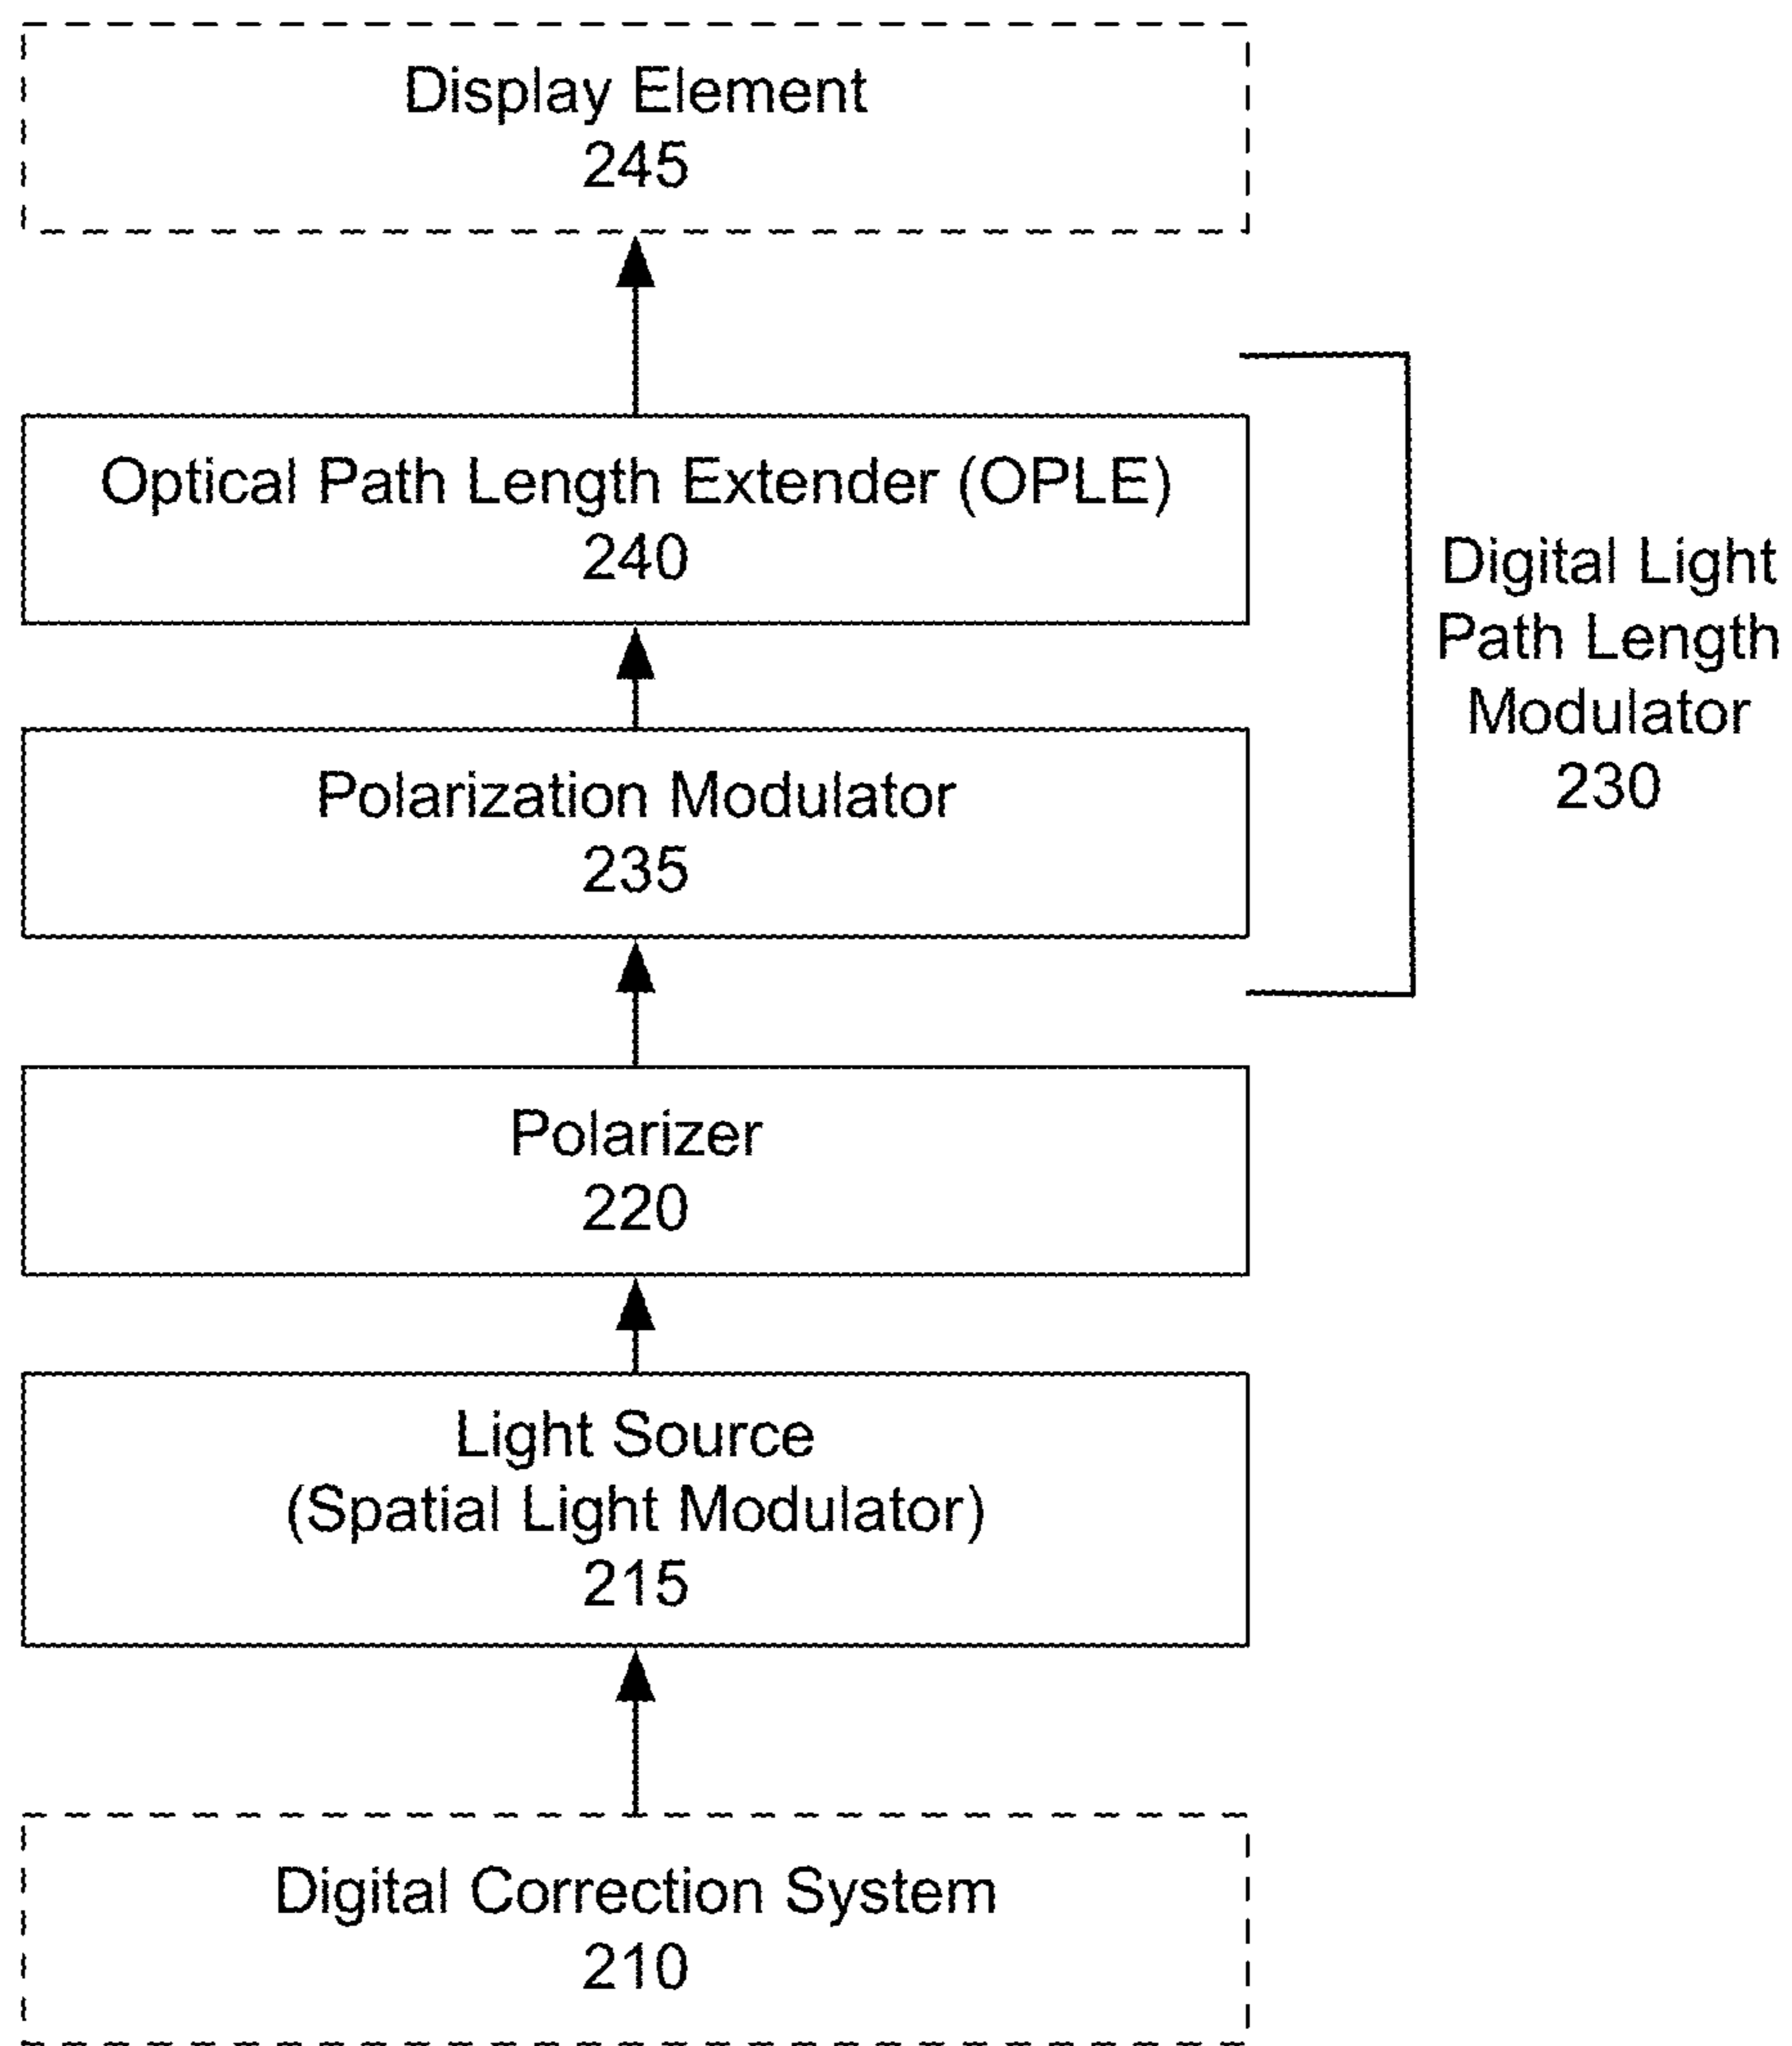 Display Element
245
Optical Path Length Extender (OPLE)
240
Digital Light
Path Length
Modulator
230
Polarization Modulator
235
Polarizer
220
Light Source
(Spatial Light Modulator)
215
Digital Correction System
210